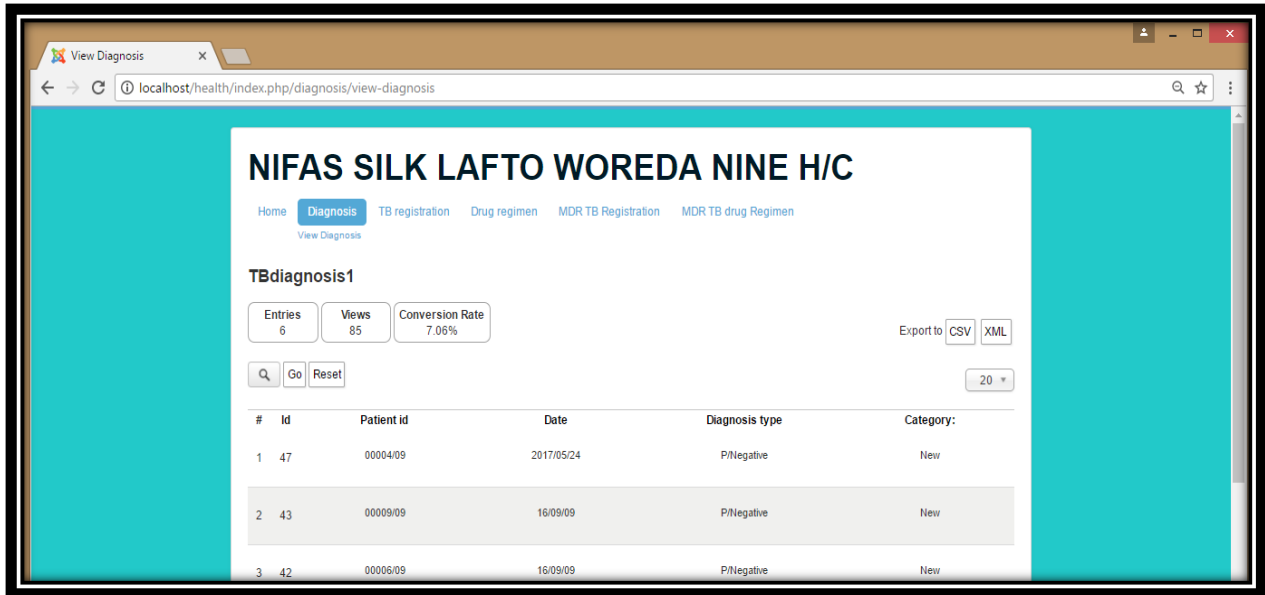 View Diagnosis
localhost/health/index.php/diagnosis/view-diagnosis
NIFAS SILK LAFTO WOREDA NINE H/C
Home Diagnosis TB registration Drug regimen MDR TB Registration MDR TB drug Regimen
View Diagnosis
TBdiagnosis1
Entries Views Conversion Rate
6 85 7.06%
Export to CSV XML
Go Reset
20
# Id Patient id Date Diagnosis type Category:
1 47 00004/09 2017/05/24 P/Negative New
2 43 00009/09 16/09/09 P/Negative New
3 42 00006/09 16/09/09 P/Negative New